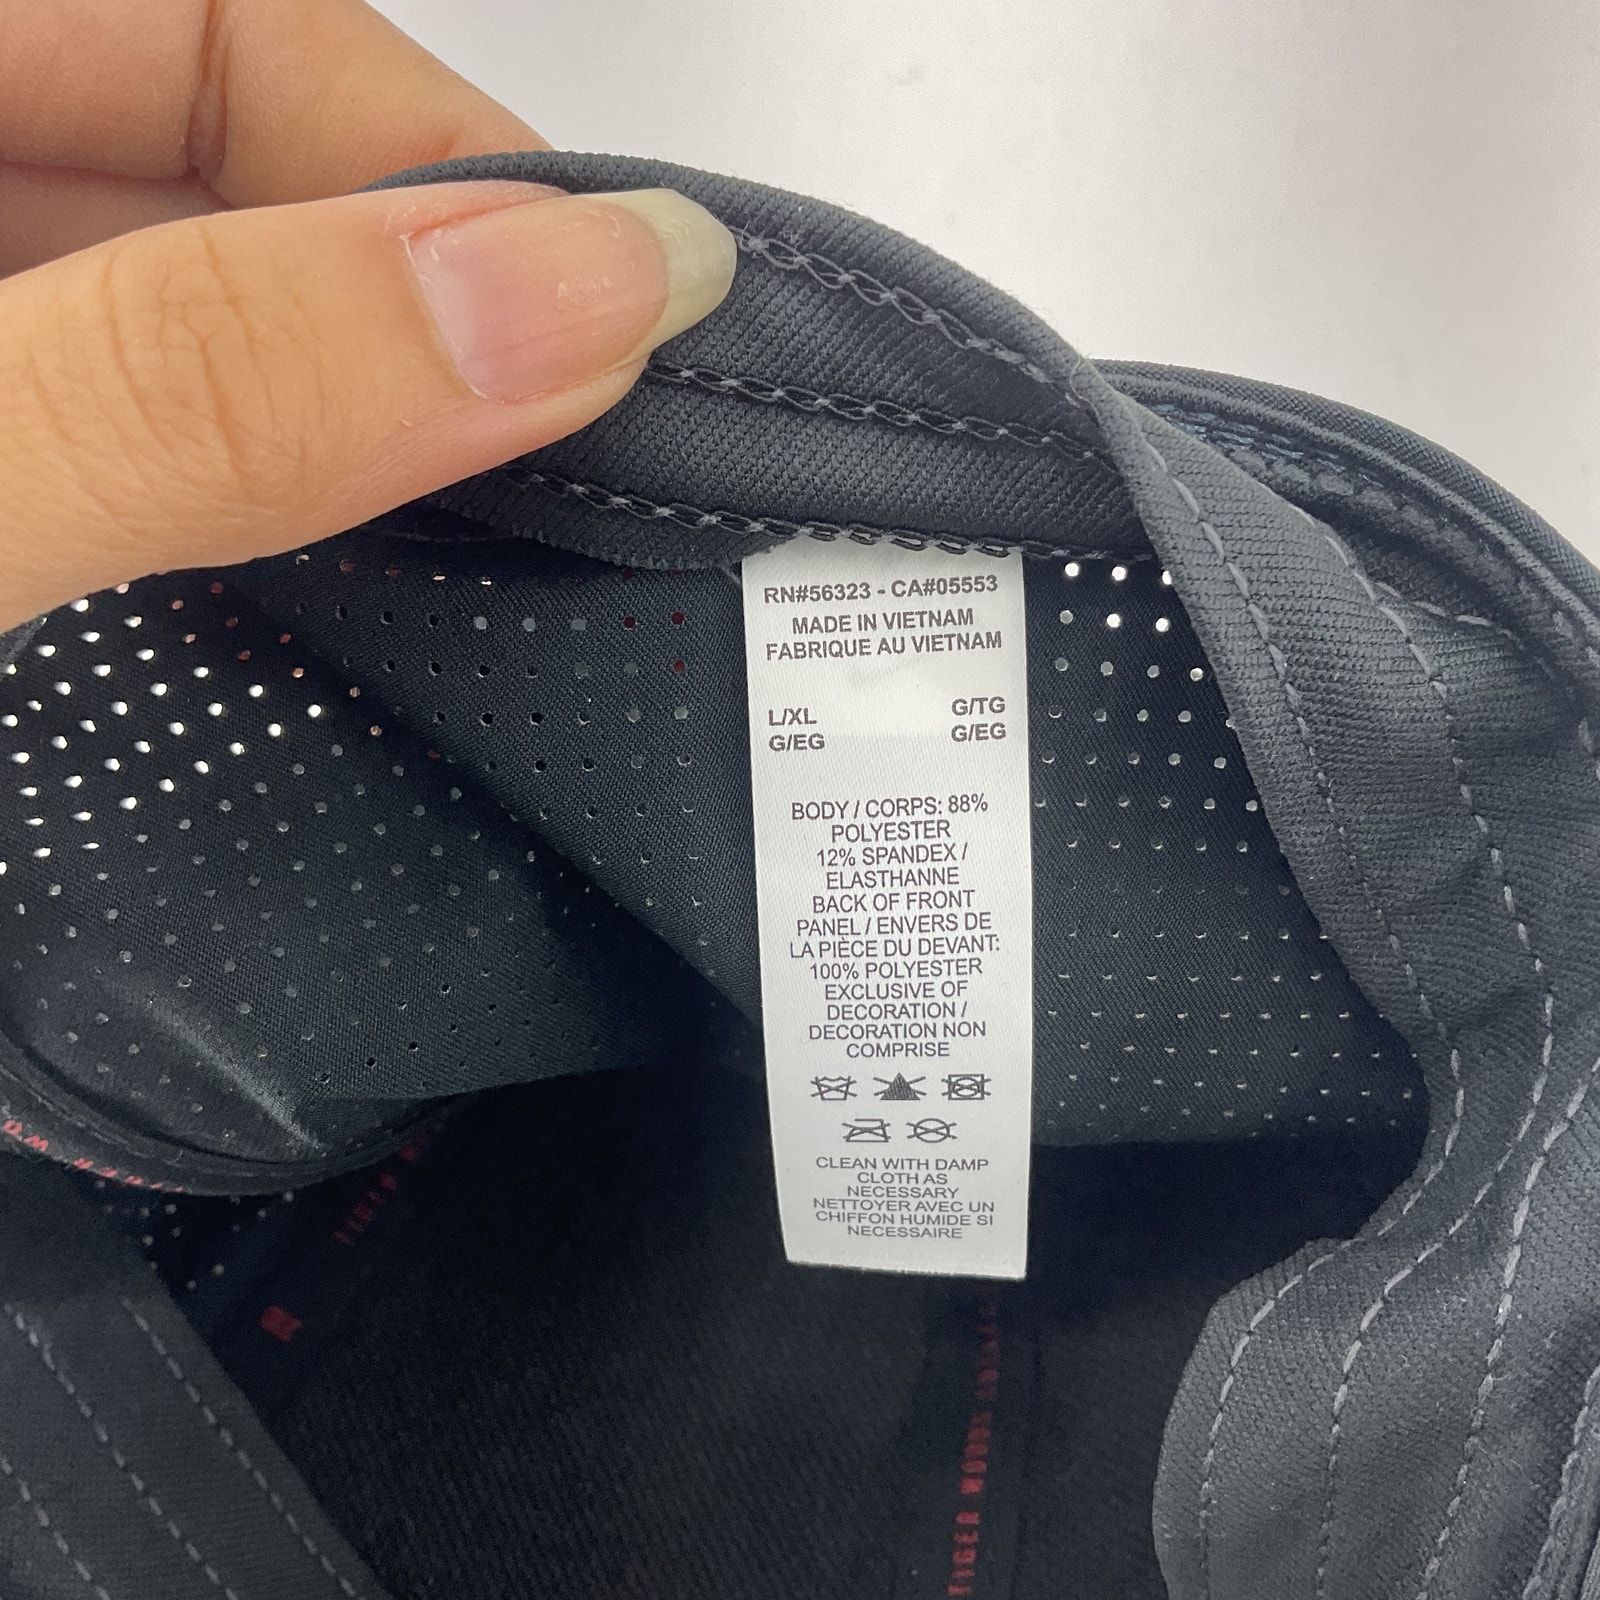 RN#56323 - CA#05553
MADE IN VIETNAM
FABRIQUE AU VIETNAM
L/XL G/TG
G/EG G/EG
BODY / CORPS: 88%
POLYESTER
12% SPANDEX /
ELASTHANNE
BACK OF FRONT
PANEL / ENVERS DE
LA PIÈCE DU DEVANT:
100% POLYESTER
EXCLUSIVE OF
DECORATION /
DECORATION NON
COMPRISE
CLEAN WITH DAMP
CLOTH AS
NECESSARY
NETTOYER AVEC UN
CHIFFON HUMIDE SI
NECESSAIRE
TIGER WOODS